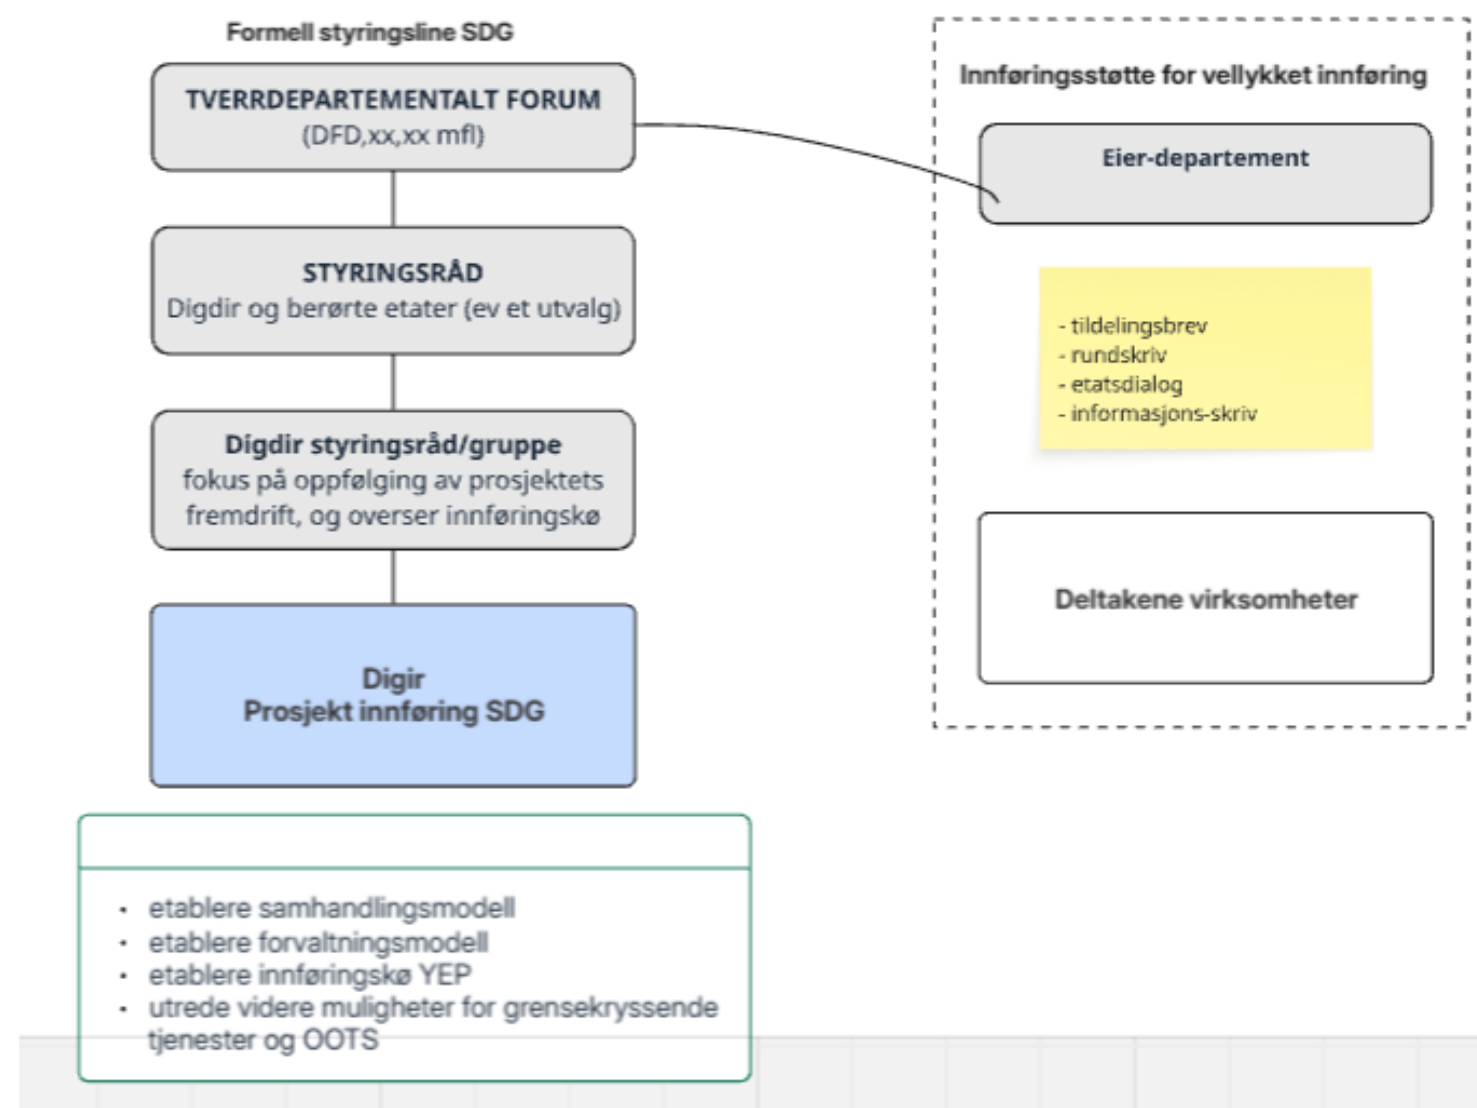 Formell styringsline SDG
TVERRDEPARTEMENTALT FORUM
(DFD,xx,xx mfl)
STYRINGSRÅD
Digdir og berørte etater (ev et utvalg)
Digdir styringsråd/gruppe
fokus på oppfølging av prosjektets
fremdrift, og overser innføringskø
Digir
Prosjekt innføring SDG
• etablere samhandlingsmodell
• etablere forvaltningsmodell
• etablere innføringskø YEP
• utrede videre muligheter for grensekryssende
tjenester og OOTS
Innføringsstøtte for vellykket innføring
Eier-departement
- tildelingsbrev
- rundskriv
- etatsdialog
- informasjons-skriv
Deltakene virksomheter